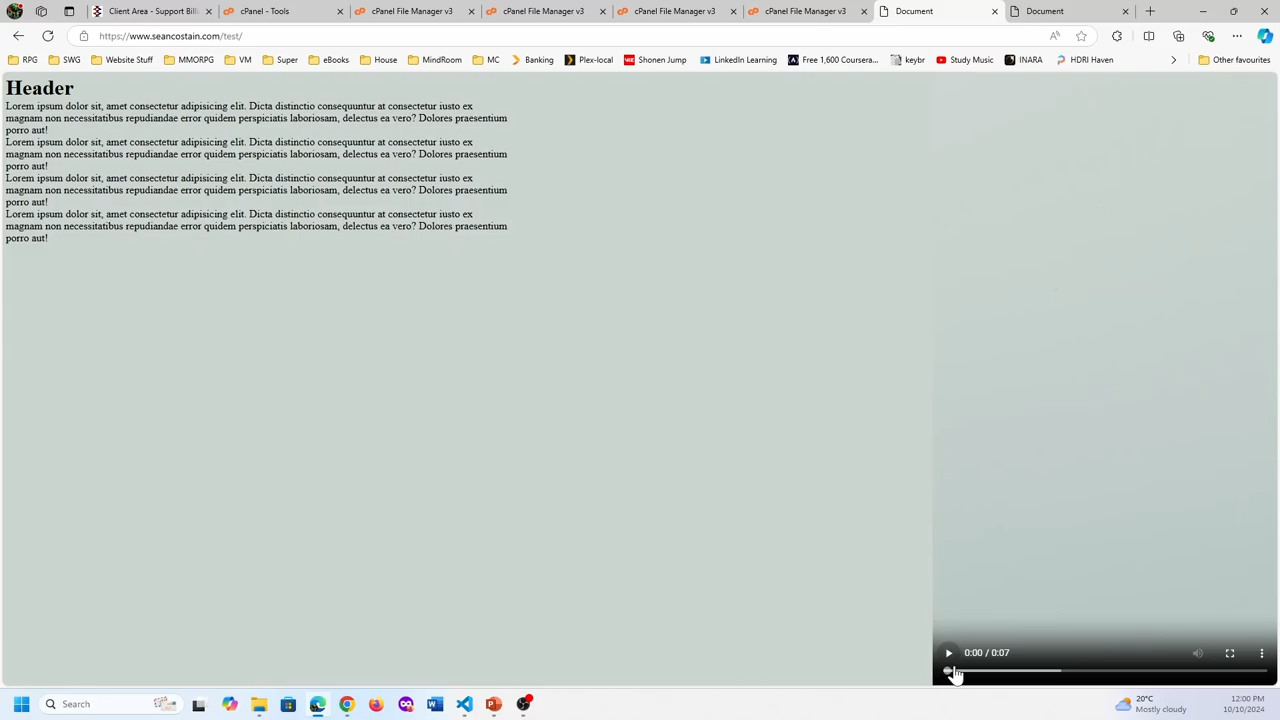 Client Area - Support Billi
cPanel - Tools
cPanel File Manager v3
cPanel File Manager v3
cPanel File Manager v3
cPanel File Manager v3
Document
Document
https://www.seancostain.com/test/
RPG
SWG
Website Stuff
MMORPG
VM
Super
eBooks
House
MindRoom
MC
Banking
Plex-local
Shonen Jump
LinkedIn Learning
Free 1,600 Coursera...
keybr
Study Music
INARA
HDRI Haven
Other favourites
Header
Lorem ipsum dolor sit, amet consectetur adipisicing elit. Dicta distinctio consequuntur at consectetur iusto ex
magnam non necessitatibus repudiandae error quidem perspiciatis laboriosam, delectus ea vero? Dolores praesentium
porro aut!
Lorem ipsum dolor sit, amet consectetur adipisicing elit. Dicta distinctio consequuntur at consectetur iusto ex
magnam non necessitatibus repudiandae error quidem perspiciatis laboriosam, delectus ea vero? Dolores praesentium
porro aut!
Lorem ipsum dolor sit, amet consectetur adipisicing elit. Dicta distinctio consequuntur at consectetur iusto ex
magnam non necessitatibus repudiandae error quidem perspiciatis laboriosam, delectus ea vero? Dolores praesentium
porro aut!
Lorem ipsum dolor sit, amet consectetur adipisicing elit. Dicta distinctio consequuntur at consectetur iusto ex
magnam non necessitatibus repudiandae error quidem perspiciatis laboriosam, delectus ea vero? Dolores praesentium
porro aut!
0:00 / 0:07
Search
20°C
Mostly cloudy
12:00 PM
10/10/2024